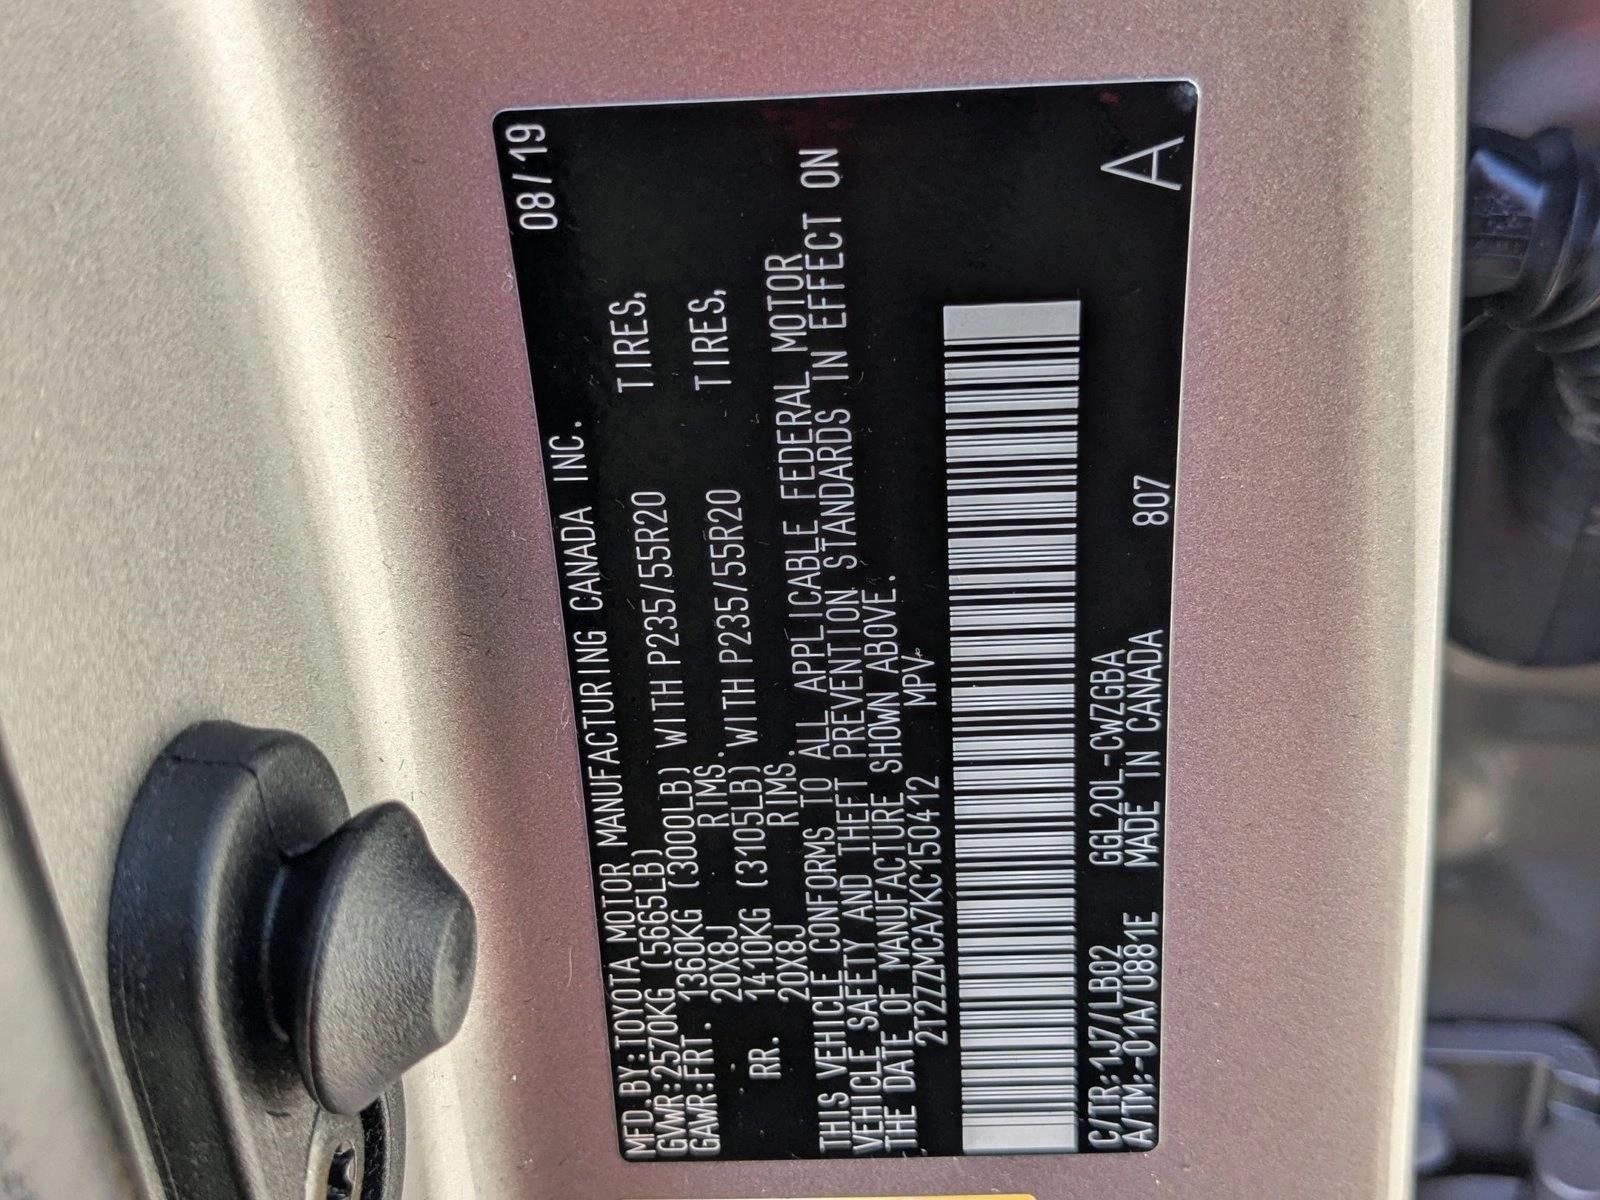 MFD.BY:TOYOTA MOTOR MANUFACTURING CANADA INC. 08/19
GVWR:2570KG (5665LB)
GAWR:FRT. 1360KG (3000LB) WITH P235/55R20 TIRES,
20X8J RIMS.
RR. 1410KG (3105LB) WITH P235/55R20 TIRES,
20X8J RIMS.
THIS VEHICLE CONFORMS TO ALL APPLICABLE FEDERAL MOTOR
VEHICLE SAFETY AND THEFT PREVENTION STANDARDS IN EFFECT ON
THE DATE OF MANUFACTURE SHOWN ABOVE.
2T2ZZMCA7KC150412 MPV
C/TR:1J7/LB02 GGL20L-CWZGBA
A/TM:-01A/U881E MADE IN CANADA 807 A